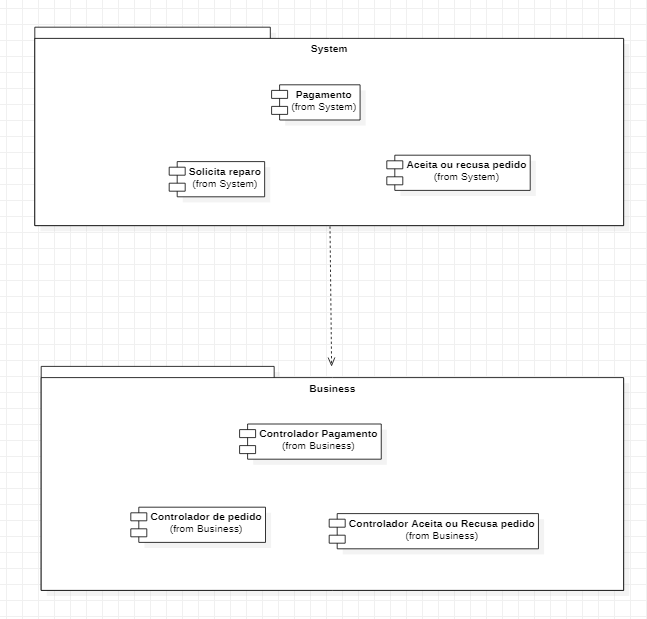 System
Pagamento
(from System)
Solicita reparo
(from System)
Aceita ou recusa pedido
(from System)
Business
Controlador Pagamento
(from Business)
Controlador de pedido
(from Business)
Controlador Aceita ou Recusa pedido
(from Business)